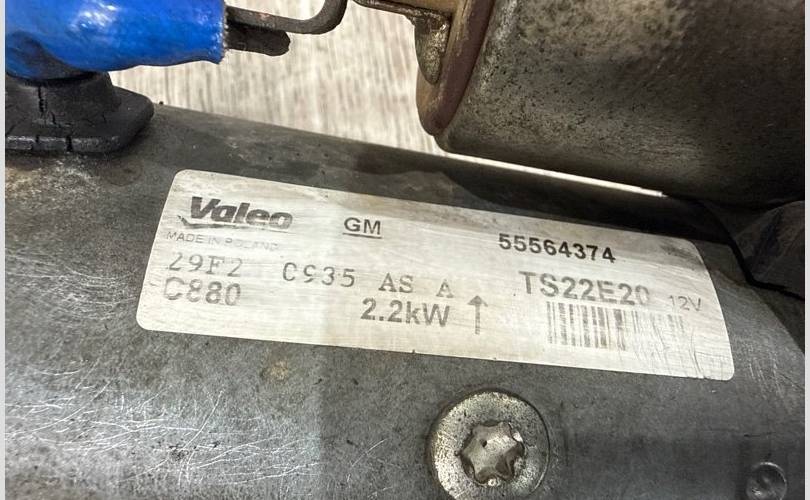 Valeo GM 55564374
MADE IN POLAND
29F2 C935 AS A TS22E20 12V
C880 2.2kW ↑